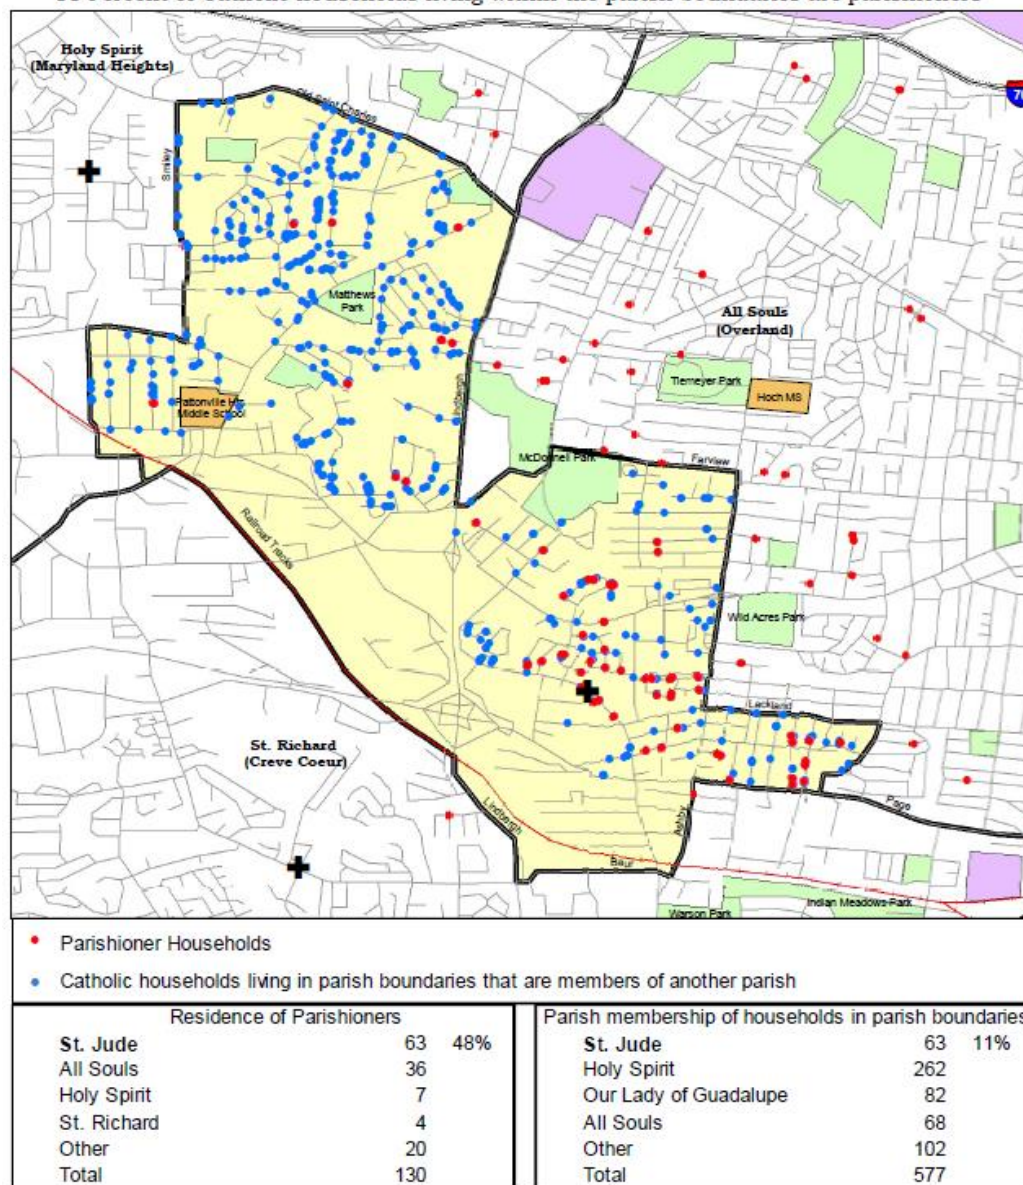 Holy Spirit
(Maryland Heights)
Old Saint Charles
70
Smiley
Matthews
Park
All Souls
(Overland)
Tiemeyer Park
Hoch MS
Lindbergh
Pattonville Hts
Middle School
McDonnell Park
Farview
Railroad Tracks
Wild Acres Park
Lackland
St. Richard
(Creve Coeur)
Lindbergh
Ashby
Page
Baur
Warson Park
Indian Meadows Park
Parishioner Households
Catholic households living in parish boundaries that are members of another parish
Residence of Parishioners
St. Jude 63 48%
All Souls 36
Holy Spirit 7
St. Richard 4
Other 20
Total 130
Parish membership of households in parish boundaries
St. Jude 63 11%
Holy Spirit 262
Our Lady of Guadalupe 82
All Souls 68
Other 102
Total 577